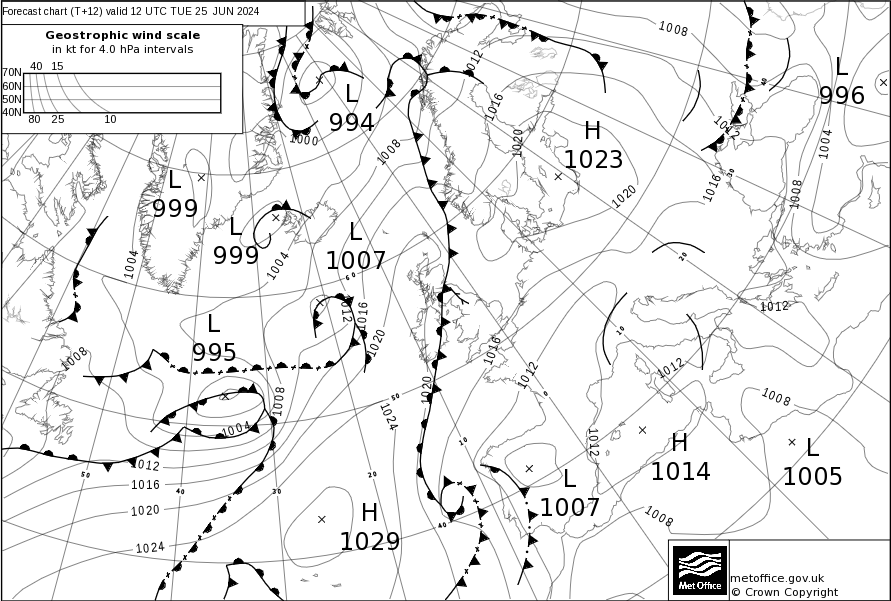 Forecast chart (T+12) valid 12 UTC TUE 25 JUN 2024
Geostrophic wind scale
in kt for 4.0 hPa intervals
40 15
70N
60N
50N
40N
80 25 10
1008
1012
L
996
40
L
994
1016
1000
1012
1004
1020
H
1023
1008
30
L
999
1016
1020
1008
L
999
L
1007
1004
1004
20
60
1012
1016
1012
L
995
10
1020
1016
1008
1012
1012
1020
1008
50
0
1008
1024
1004
1012
10
H
1014
L
1005
1012
50
1016
40
30
20
L
1007
1020
H
1029
40
1008
1024
Met Office
metoffice.gov.uk
© Crown Copyright